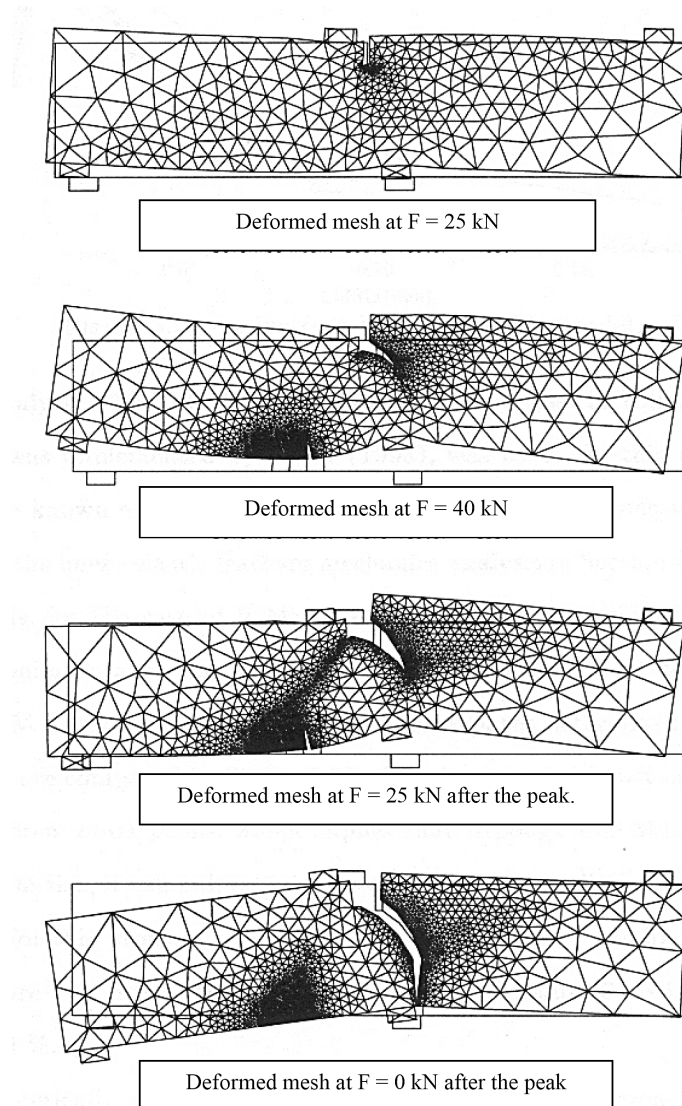 Deformed mesh at F = 25 kN
Deformed mesh at F = 40 kN
Deformed mesh at F = 25 kN after the peak.
Deformed mesh at F = 0 kN after the peak